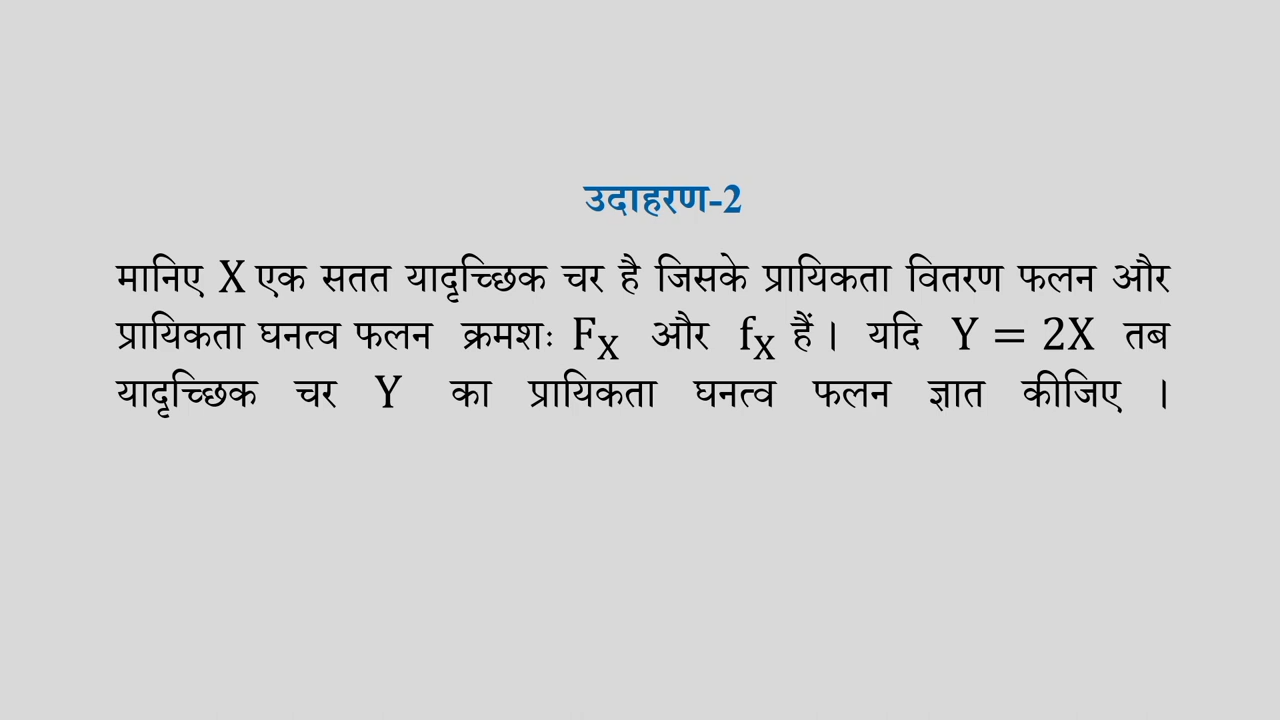 उदाहरण-2
मानिए X एक सतत यादृच्छिक चर है जिसके प्रायिकता वितरण फलन और
प्रायिकता घनत्व फलन क्रमशः F_X और f_X हैं। यदि Y = 2X तब
यादृच्छिक चर Y का प्रायिकता घनत्व फलन ज्ञात कीजिए ।